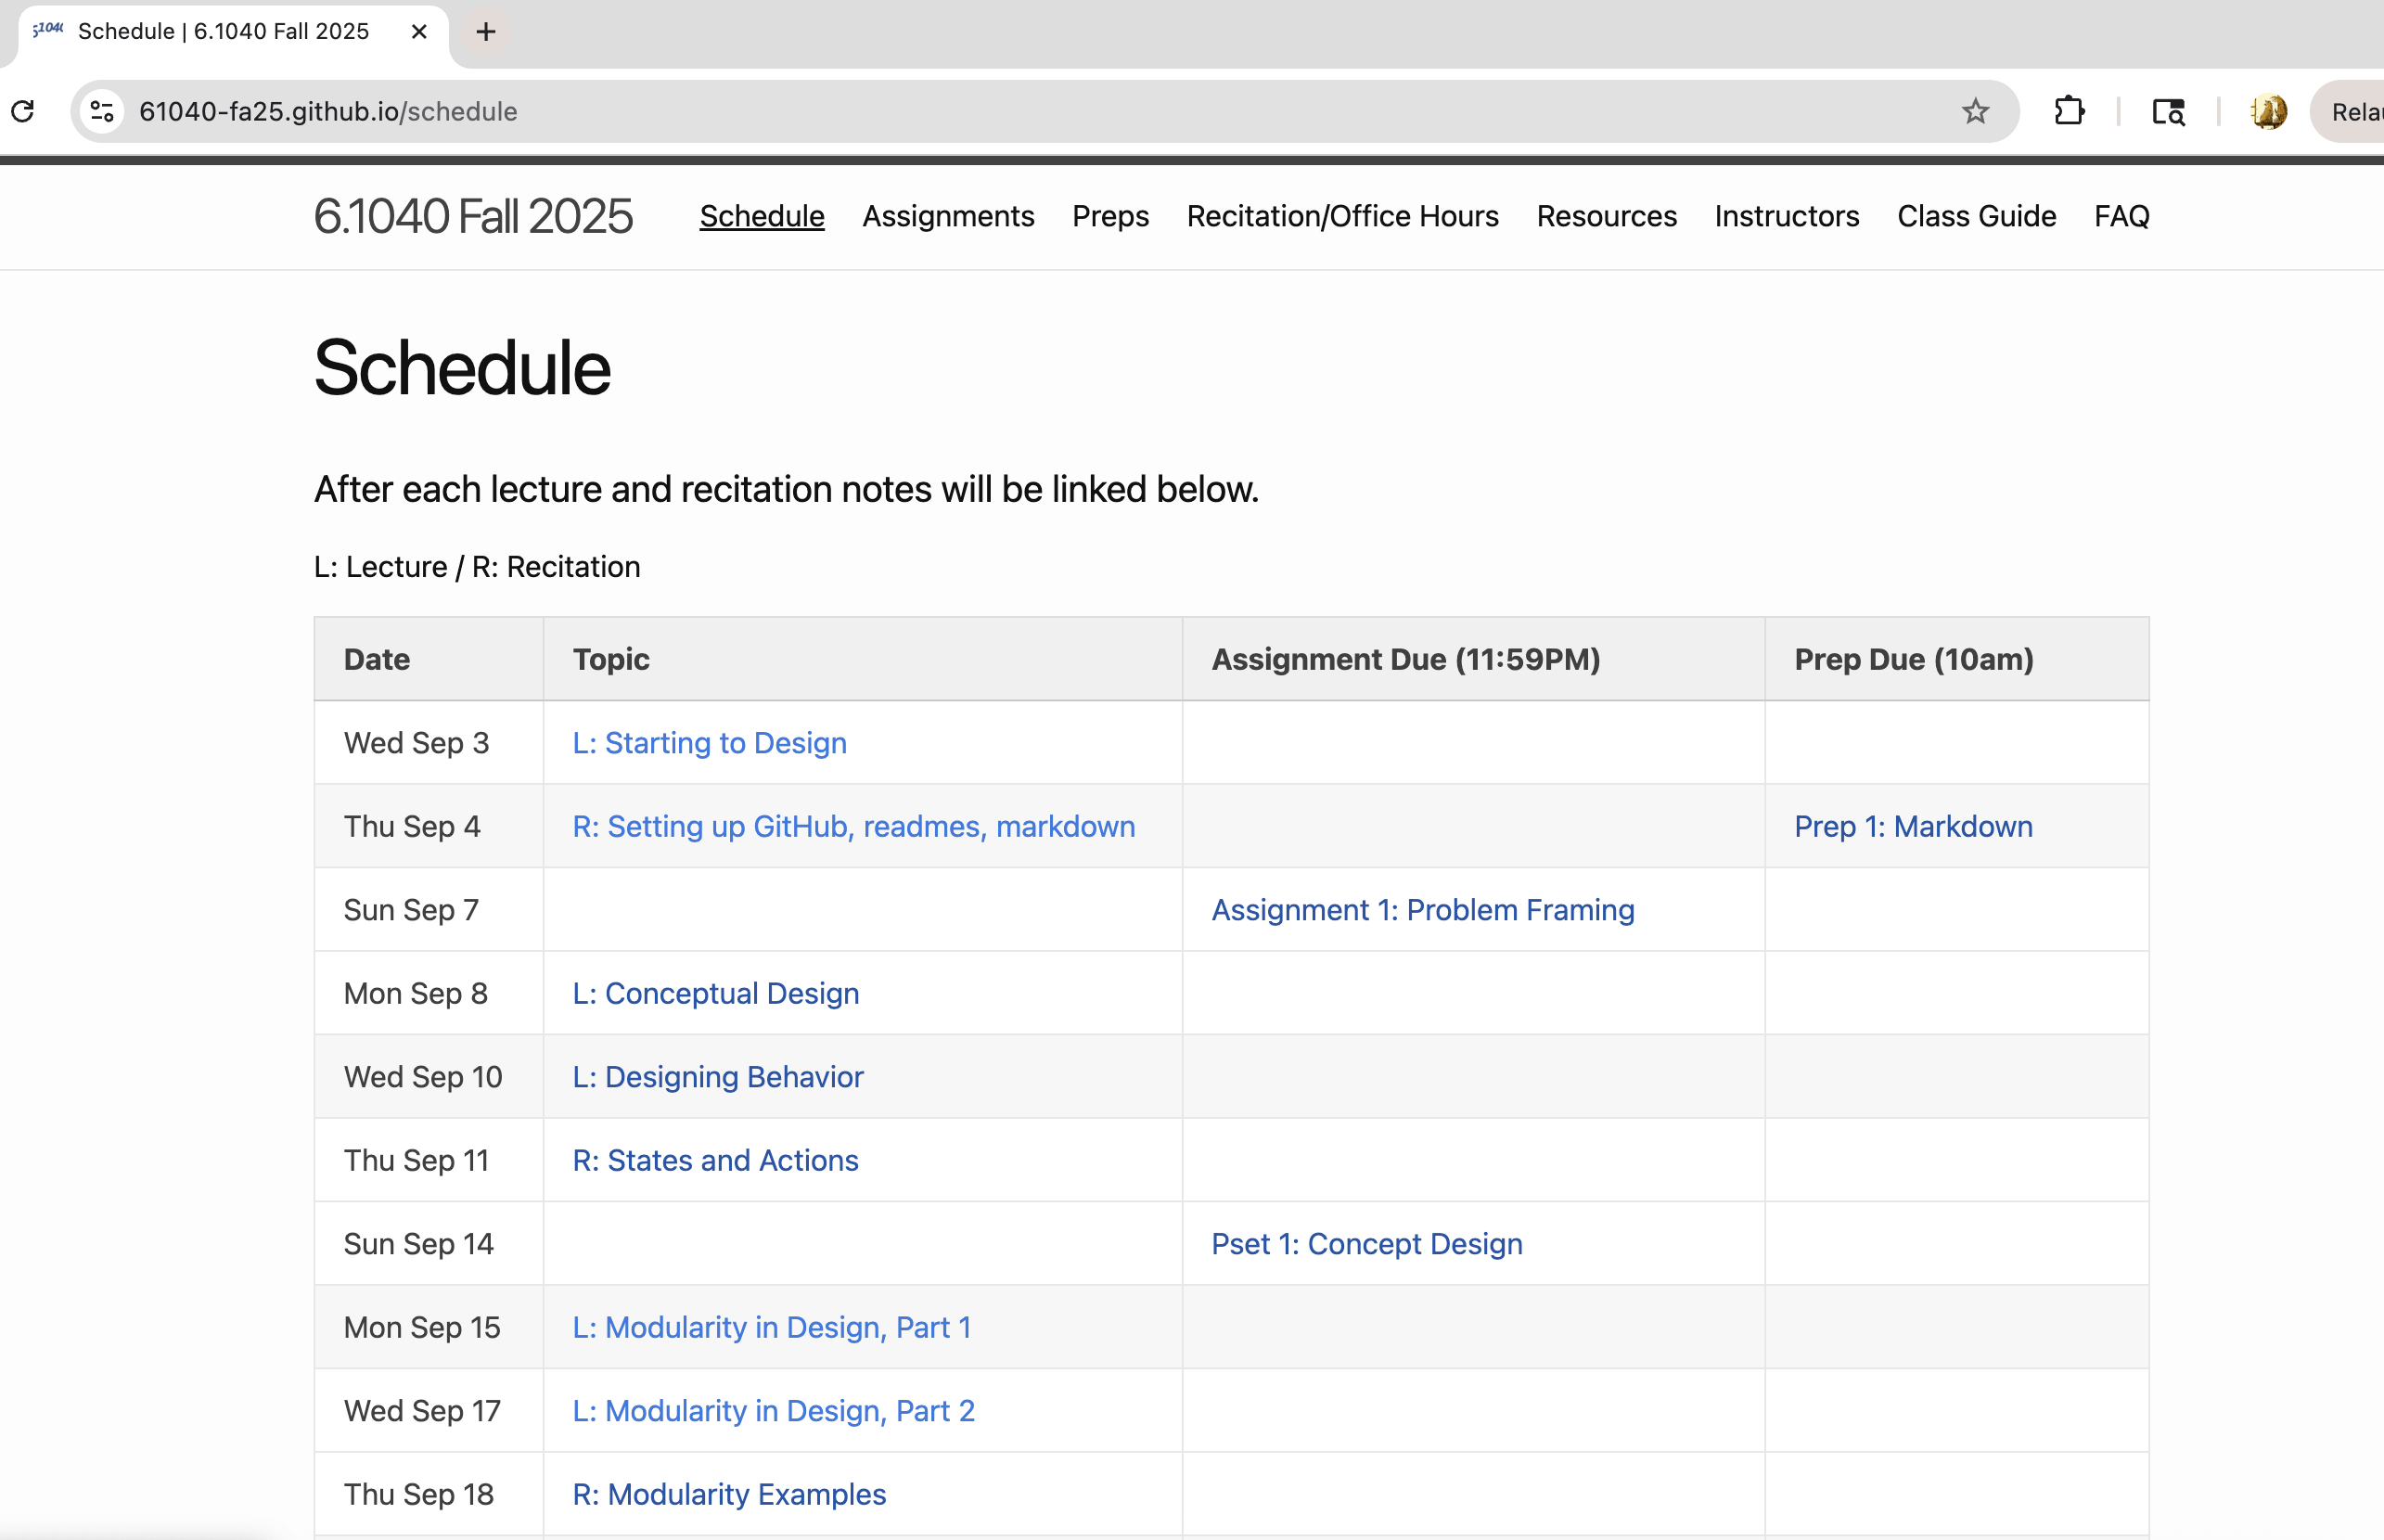 Schedule | 6.1040 Fall 2025
61040-fa25.github.io/schedule
6.1040 Fall 2025 Schedule Assignments Preps Recitation/Office Hours Resources Instructors Class Guide FAQ
Schedule
After each lecture and recitation notes will be linked below.
L: Lecture / R: Recitation
Date Topic Assignment Due (11:59PM) Prep Due (10am)
Wed Sep 3 L: Starting to Design
Thu Sep 4 R: Setting up GitHub, readmes, markdown Prep 1: Markdown
Sun Sep 7 Assignment 1: Problem Framing
Mon Sep 8 L: Conceptual Design
Wed Sep 10 L: Designing Behavior
Thu Sep 11 R: States and Actions
Sun Sep 14 Pset 1: Concept Design
Mon Sep 15 L: Modularity in Design, Part 1
Wed Sep 17 L: Modularity in Design, Part 2
Thu Sep 18 R: Modularity Examples